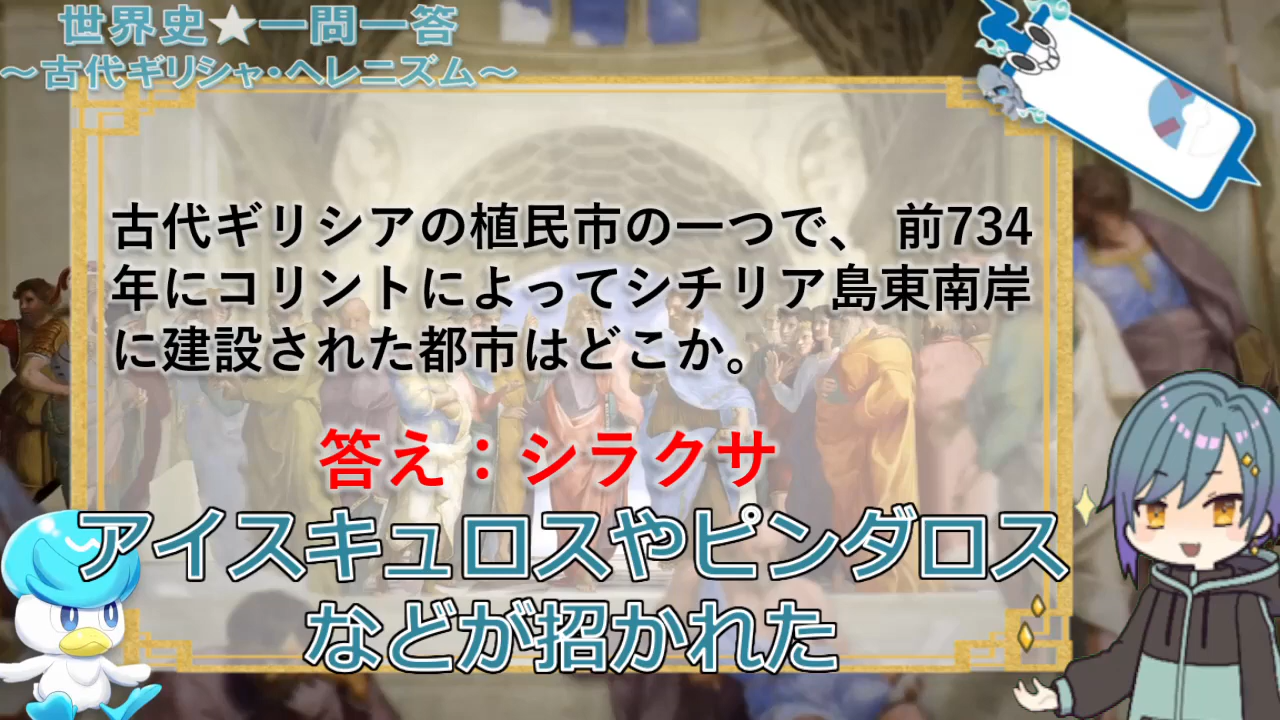 世界史★一問一答
～古代ギリシャ・ヘレニズム～
古代ギリシアの植民市の一つで、 前734
年にコリントによってシチリア島東南岸
に建設された都市はどこか。
答え：シラクサ
アイスキュロスやピンダロス
などが招かれた